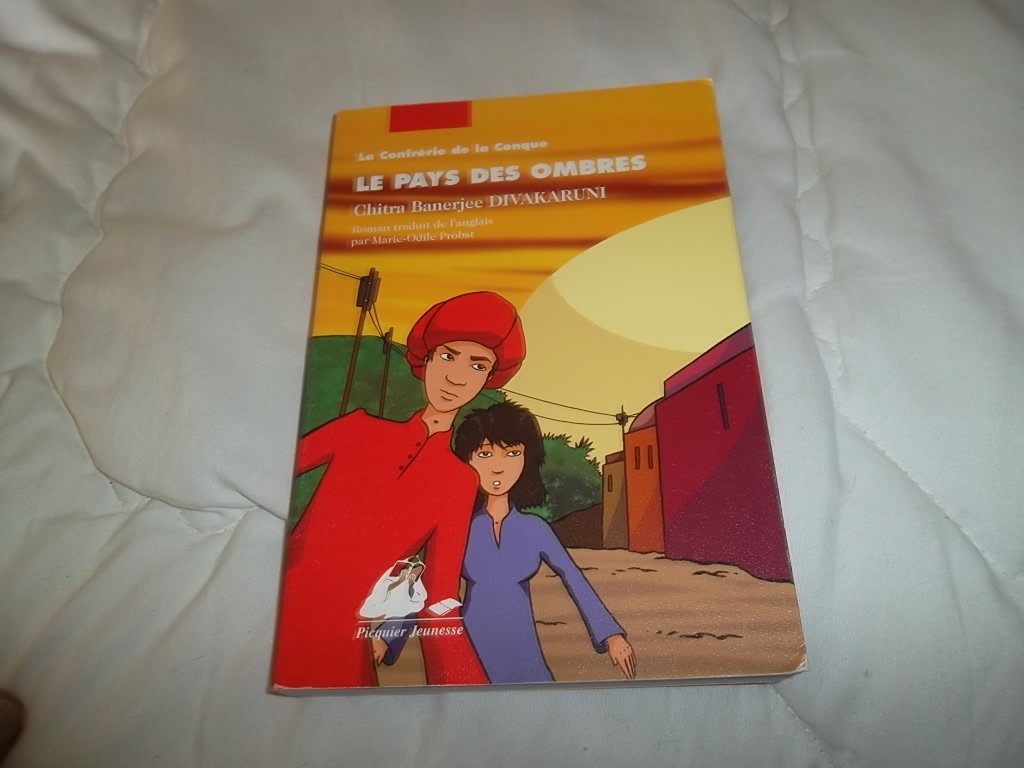 La Confrérie de la Conque
LE PAYS DES OMBRES
Chitra Banerjee DIVAKARUNI
Roman traduit de l'anglais
par Marie-Odile Probst
Picquier Jeunesse